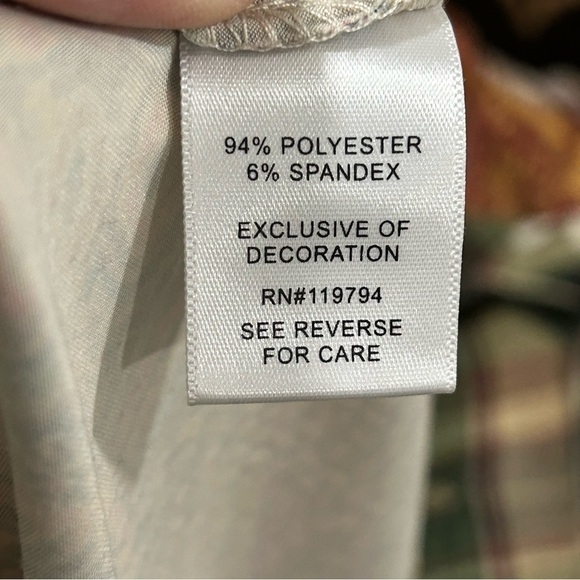 94% POLYESTER
6% SPANDEX
EXCLUSIVE OF
DECORATION
RN#119794
SEE REVERSE
FOR CARE